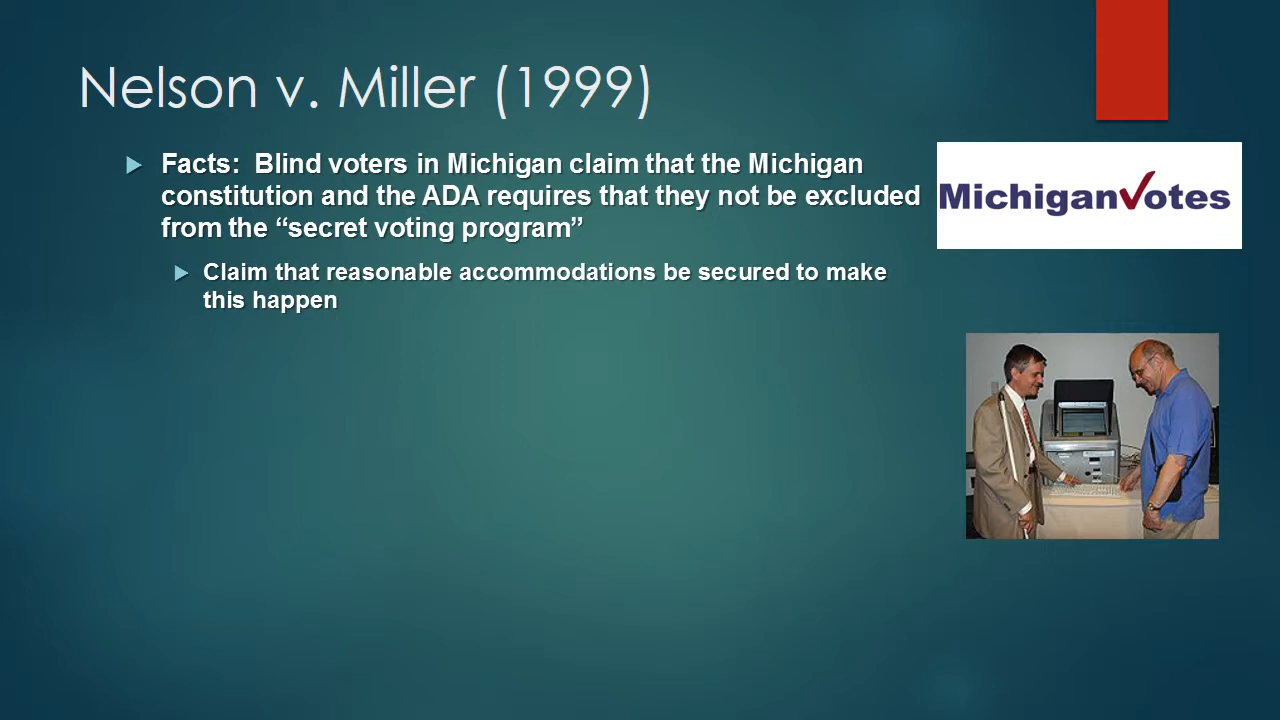 Nelson v. Miller (1999)
Facts:  Blind voters in Michigan claim that the Michigan
constitution and the ADA requires that they not be excluded
from the “secret voting program”
Claim that reasonable accommodations be secured to make
this happen
Michiganvotes